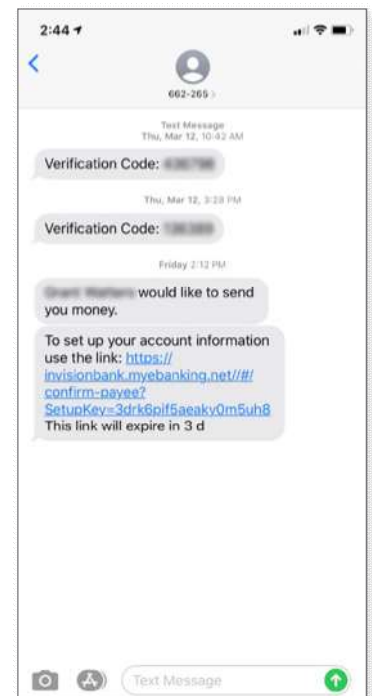 2:44
662-265 >
Text Message
Thu, Mar 12, 10:42 AM
Verification Code:
Thu, Mar 12, 3:28 PM
Verification Code:
Friday 2:12 PM
would like to send
you money.
To set up your account information
use the link: https://
invisionbank.myebanking.net//#/
confirm-payee?
SetupKey=3drk6pif5aeaky0m5uh8
This link will expire in 3 d
Text Message